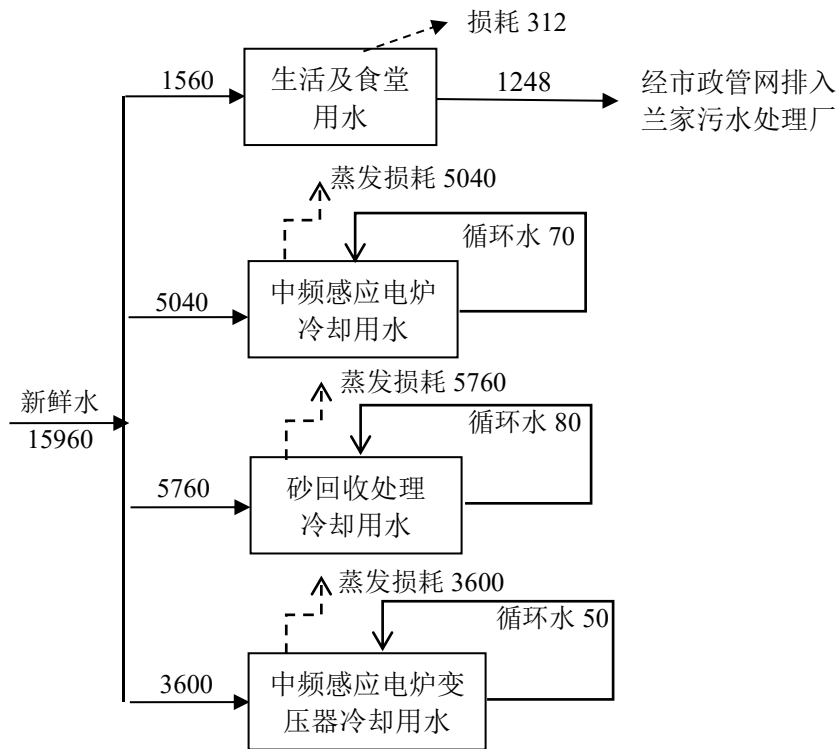 损耗 312
1560
生活及食堂
用水
1248
经市政管网排入
兰家污水处理厂
蒸发损耗 5040
循环水 70
5040
中频感应电炉
冷却用水
新鲜水
15960
蒸发损耗 5760
循环水 80
5760
砂回收处理
冷却用水
蒸发损耗 3600
循环水 50
3600
中频感应电炉变
压器冷却用水